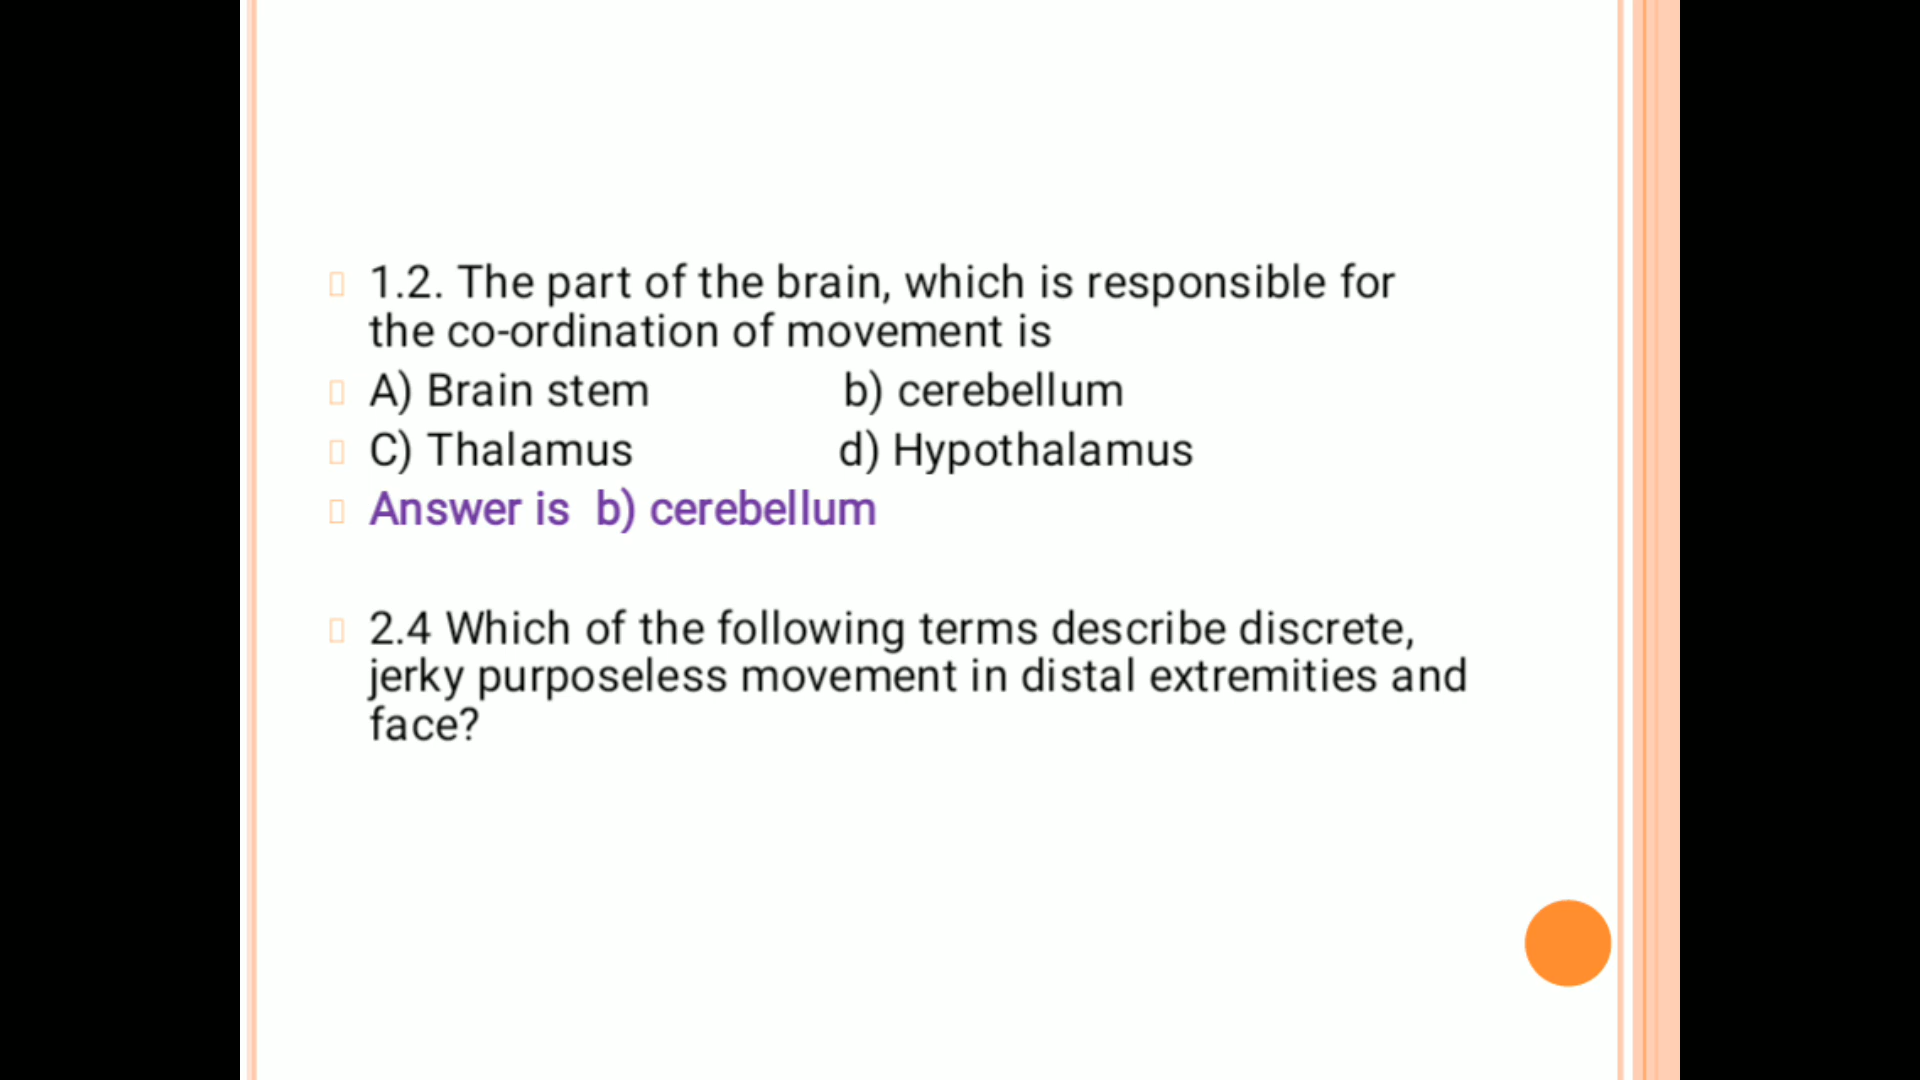 1.2. The part of the brain, which is responsible for
the co-ordination of movement is
A) Brain stem b) cerebellum
C) Thalamus d) Hypothalamus
Answer is b) cerebellum
2.4 Which of the following terms describe discrete,
jerky purposeless movement in distal extremities and
face?